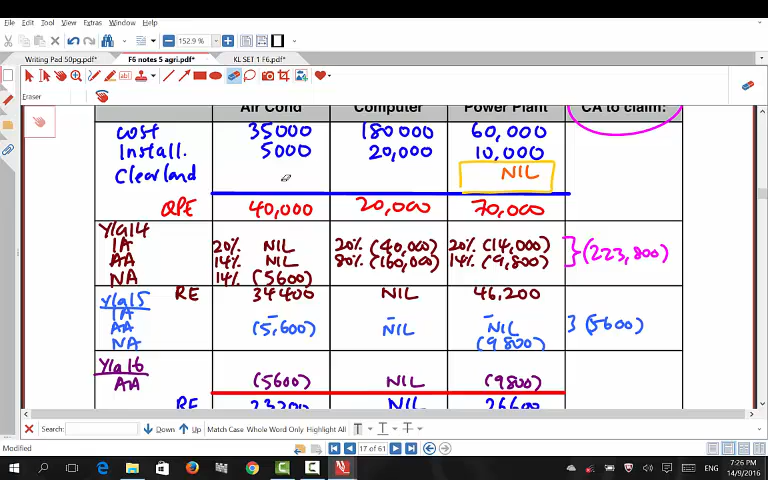 File Edit Tool View Extras Window Help
152.9%
Writing Pad 50pg.pdf* F6 notes 5 agri.pdf* KL SET 1 F6.pdf*
Eraser
Air Cond Computer Power Plant CA to claim:
Cost 35000 180000 60,000
Install. 5000 20,000 10,000
Clear land NIL
QPE 40,000 20,000 70,000
Y/a14
IA 20% NIL 20% (40,000) 20% (14,000)
AA 14% NIL 80% (160,000) 14% (9,800) } (223,800)
NA 14% (5600)
RE 34400 NIL 46,200
Y/a15
IA - - -
AA (5,600) NIL NIL } (5600)
NA (9800)
Y/a16
AA (5600) NIL (9800)
RE 23200 NIL 26600
Search: Down Up Match Case Whole Word Only Highlight All
Modified 17 of 61
ENG 7:26 PM
14/9/2016